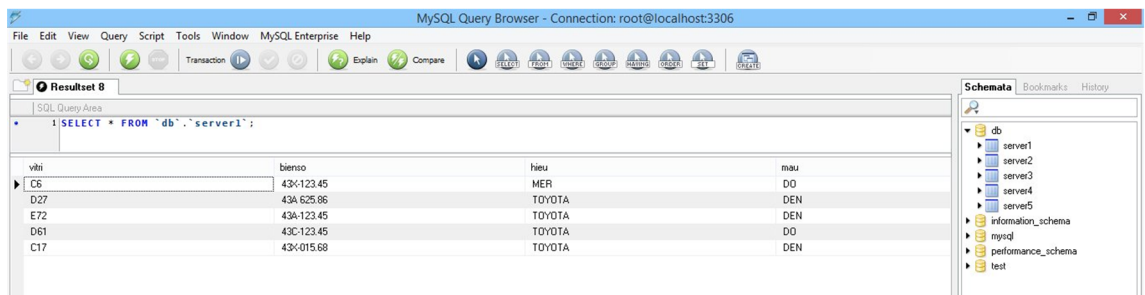 MySQL Query Browser - Connection: root@localhost:3306
File Edit View Query Script Tools Window MySQL Enterprise Help
Transaction Explain Compare SELECT FROM WHERE GROUP HAVING ORDER SET CREATE
Resultset 8
SQL Query Area
1 SELECT * FROM `db`.`server1`;
vitri bienso hieu mau
C6 43X-123.45 MER DO
D27 43A 625.86 TOYOTA DEN
E72 43A-123.45 TOYOTA DEN
D61 43C-123.45 TOYOTA DO
C17 43X-015.68 TOYOTA DEN
Schemata Bookmarks History
db
server1
server2
server3
server4
server5
information_schema
mysql
performance_schema
test